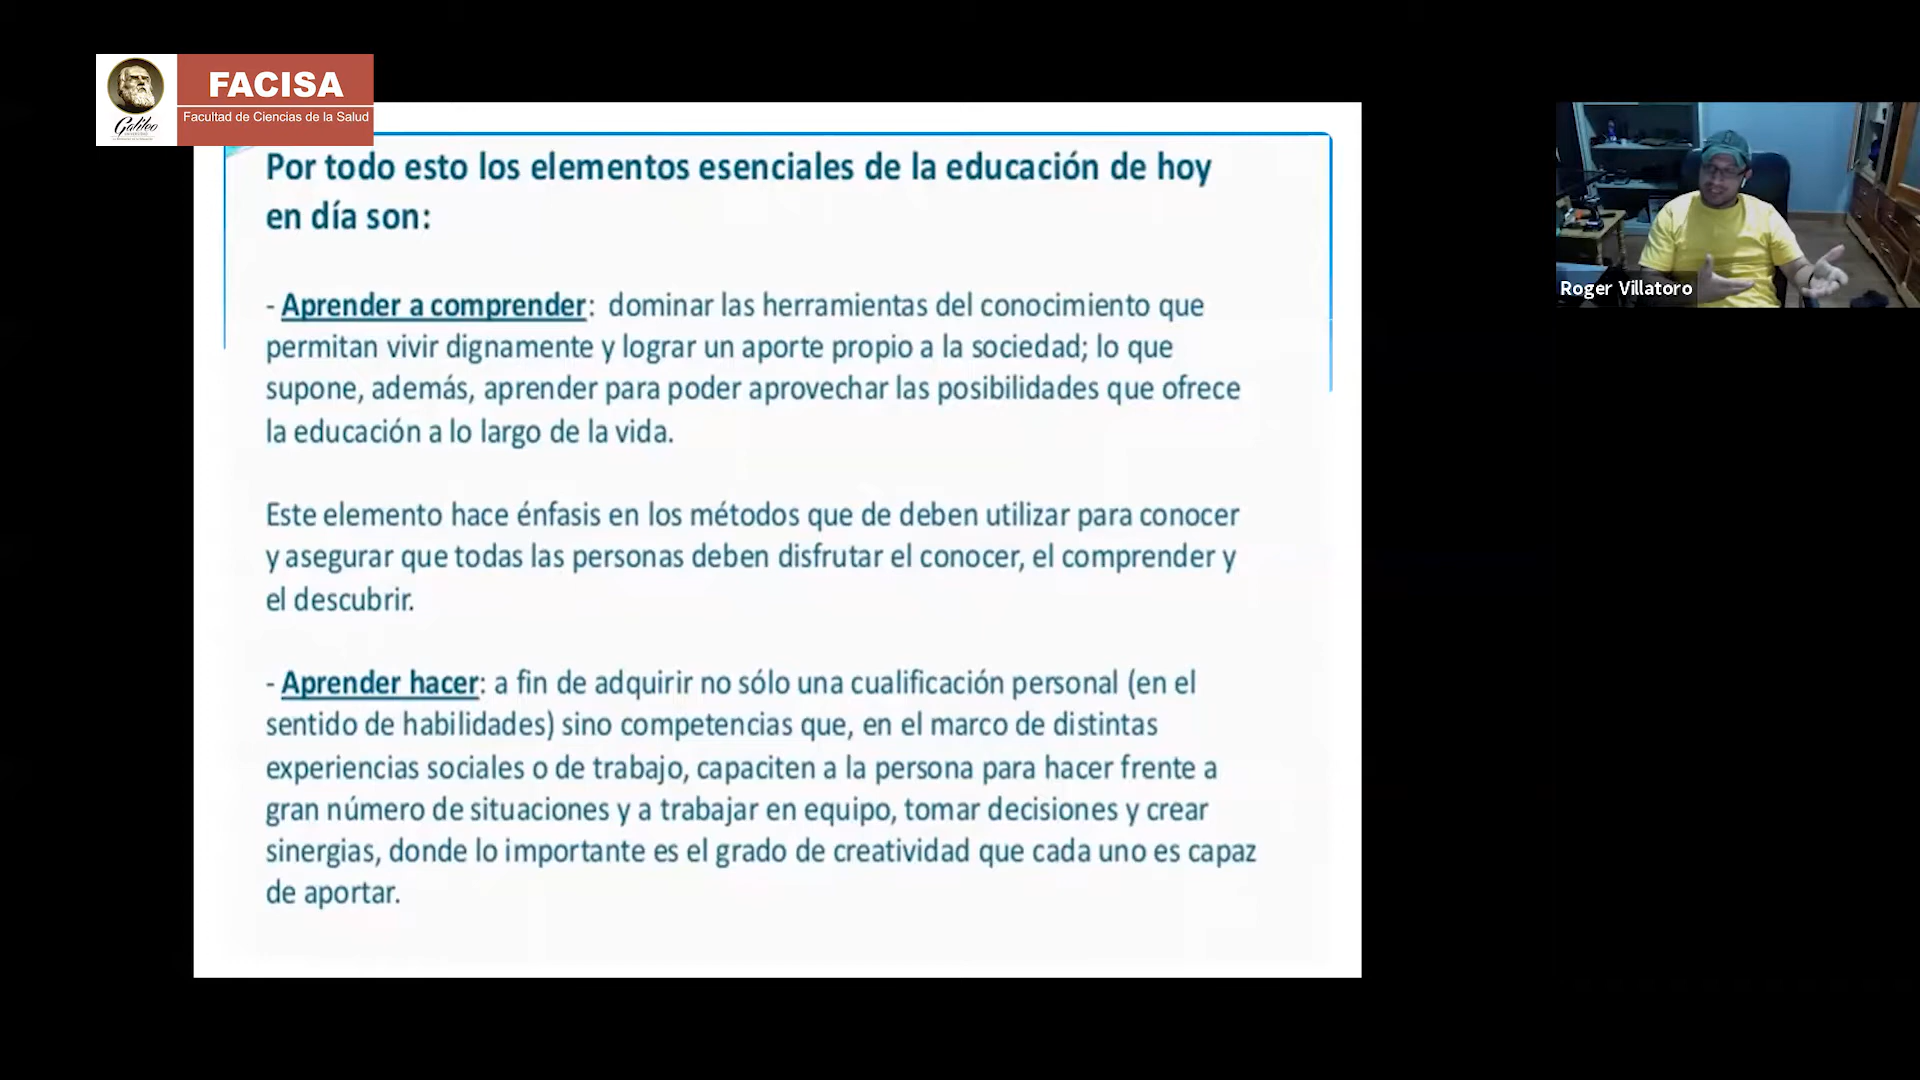 FACISA
Facultad de Ciencias de la Salud
Galileo
Por todo esto los elementos esenciales de la educación de hoy
en día son:
- Aprender a comprender: dominar las herramientas del conocimiento que
permitan vivir dignamente y lograr un aporte propio a la sociedad; lo que
supone, además, aprender para poder aprovechar las posibilidades que ofrece
la educación a lo largo de la vida.
Este elemento hace énfasis en los métodos que de deben utilizar para conocer
y asegurar que todas las personas deben disfrutar el conocer, el comprender y
el descubrir.
- Aprender hacer: a fin de adquirir no sólo una cualificación personal (en el
sentido de habilidades) sino competencias que, en el marco de distintas
experiencias sociales o de trabajo, capaciten a la persona para hacer frente a
gran número de situaciones y a trabajar en equipo, tomar decisiones y crear
sinergias, donde lo importante es el grado de creatividad que cada uno es capaz
de aportar.
Roger Villatoro